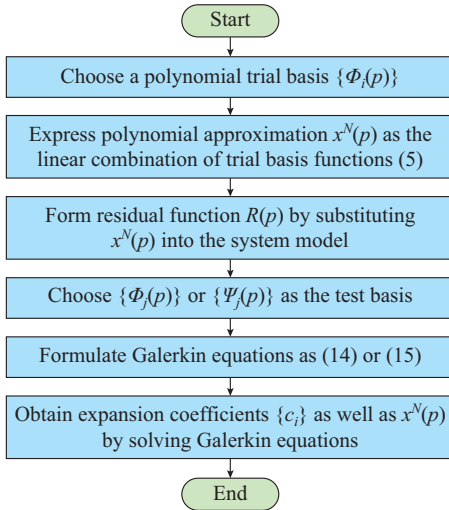 Start
Choose a polynomial trial basis {Φᵢ(p)}
Express polynomial approximation xᴺ(p) as the
linear combination of trial basis functions (5)
Form residual function R(p) by substituting
xᴺ(p) into the system model
Choose {Φⱼ(p)} or {Ψⱼ(p)} as the test basis
Formulate Galerkin equations as (14) or (15)
Obtain expansion coefficients {cᵢ} as well as xᴺ(p)
by solving Galerkin equations
End